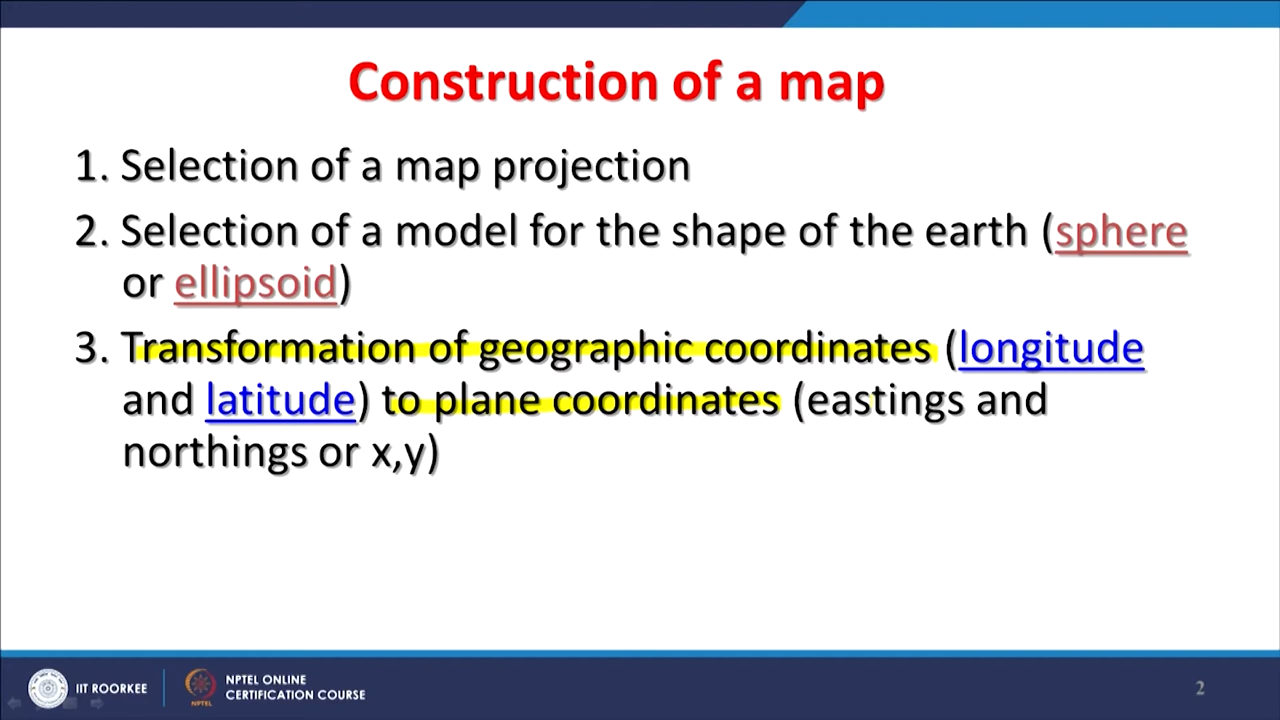 Construction of a map
1. Selection of a map projection
2. Selection of a model for the shape of the earth (sphere
or ellipsoid)
3. Transformation of geographic coordinates (longitude
and latitude) to plane coordinates (eastings and
northings or x,y)
IIT ROORKEE
NPTEL
NPTEL ONLINE
CERTIFICATION COURSE
2